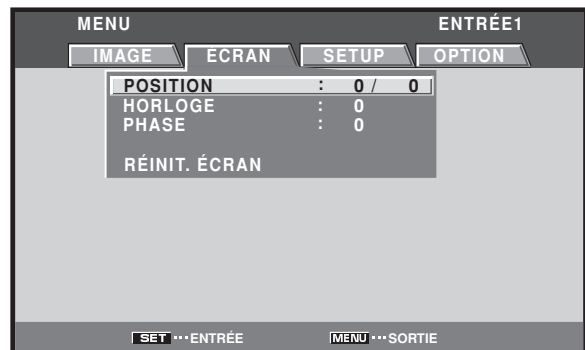 MENU ENTRÉE1
IMAGE ECRAN SETUP OPTION
POSITION : 0 / 0
HORLOGE : 0
PHASE : 0
RÉINIT. ÉCRAN
SET ···ENTRÉE MENU ···SORTIE